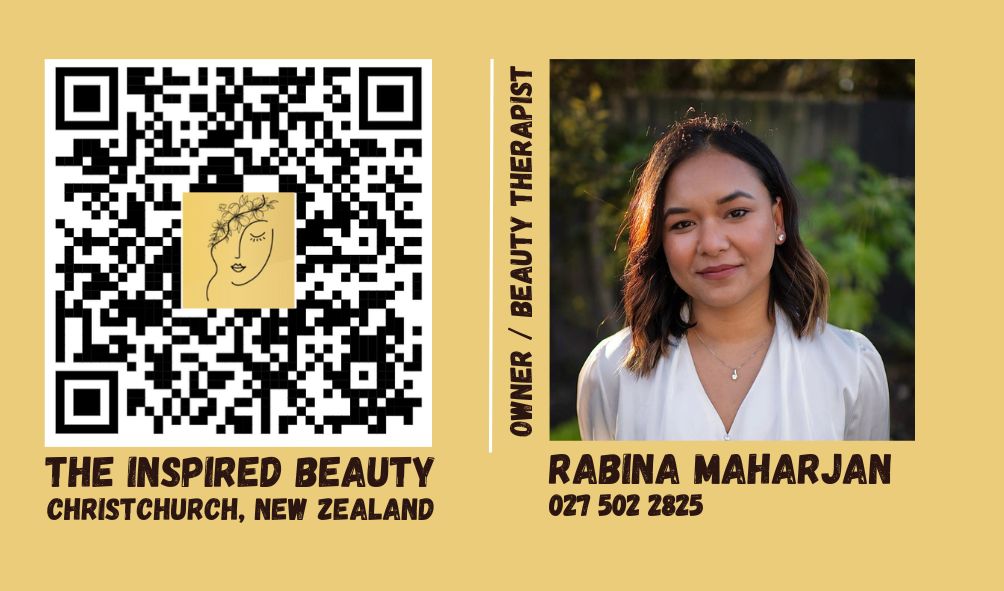 THE INSPIRED BEAUTY
CHRISTCHURCH, NEW ZEALAND
OWNER / BEAUTY THERAPIST
RABINA MAHARJAN
027 502 2825